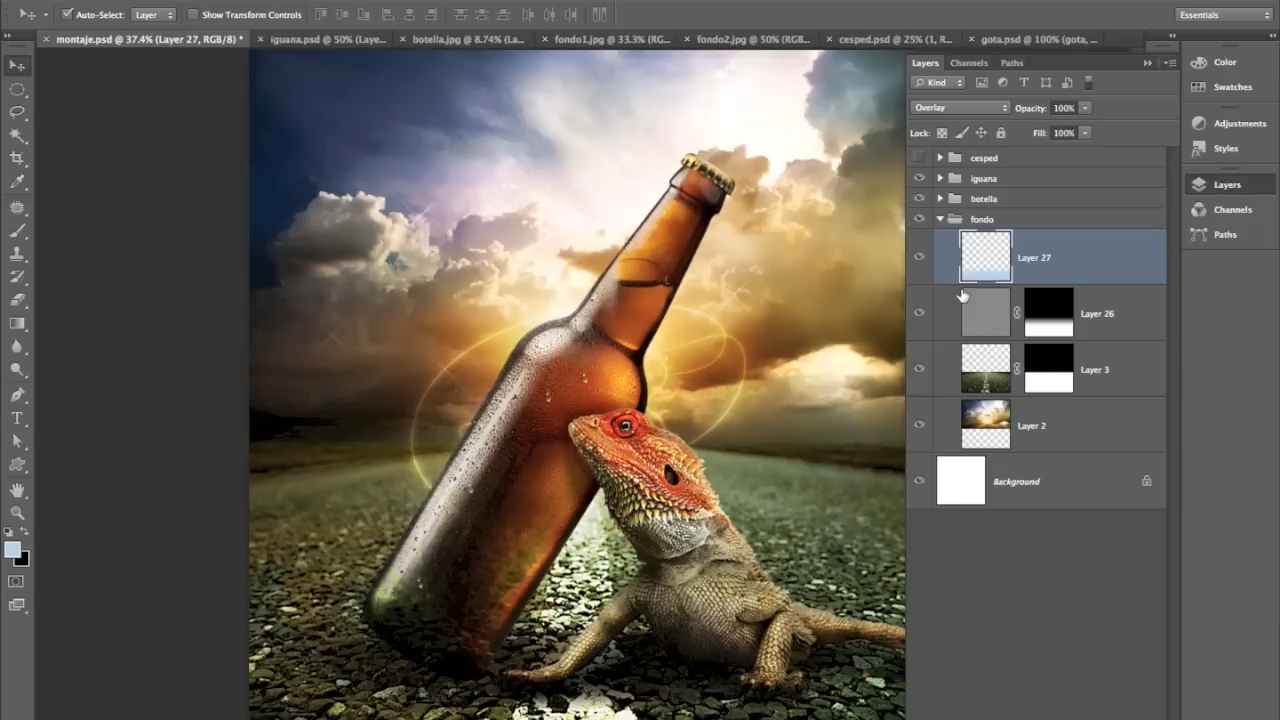 Auto-Select: Layer Show Transform Controls Essentials
montaje.psd @ 37.4% (Layer 27, RGB/8) * iguana.psd @ 50% (Laye... botella.jpg @ 8.74% (La... fondo1.jpg @ 33.3% (RG... fondo2.jpg @ 50% (RGB... cesped.psd @ 25% (1, R... gota.psd @ 100% (gota, ...
Layers Channels Paths
Kind
Overlay Opacity: 100%
Lock: Fill: 100%
cesped
iguana
botella
fondo
Layer 27
Layer 26
Layer 3
Layer 2
Background
Color
Swatches
Adjustments
Styles
Layers
Channels
Paths